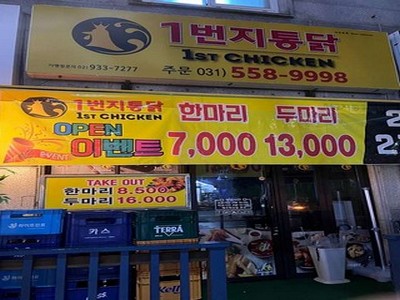 1번지통닭
1ST CHICKEN
933-7277
주문 031) 558-9998
1번지통닭
1ST CHICKEN
한마리 두마리
OPEN
이벤트
EVENT
7,000 13,000
TAKE OUT
한마리 8.500
두마리 16.000
카스
TERRA
Kell